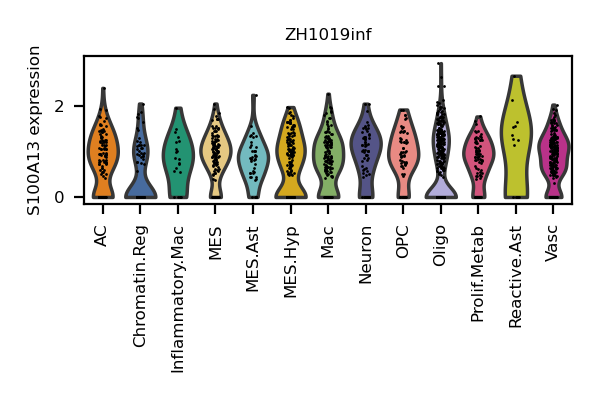 ZH1019inf
S100A13 expression
2
0
AC
Chromatin.Reg
Inflammatory.Mac
MES
MES.Ast
MES.Hyp
Mac
Neuron
OPC
Oligo
Prolif.Metab
Reactive.Ast
Vasc